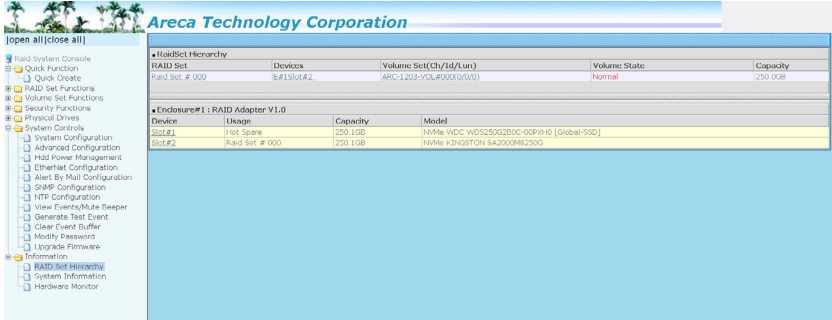 Areca Technology Corporation
|open all|close all|
Raid System Console
Quick Function
Quick Create
RAID Set Functions
Volume Set Functions
Security Functions
Physical Drives
System Controls
System Configuration
Advanced Configuration
Hdd Power Management
EtherNet Configuration
Alert By Mail Configuration
SNMP Configuration
NTP Configuration
View Events/Mute Beeper
Generate Test Event
Clear Event Buffer
Modify Password
Upgrade Firmware
Information
RAID Set Hierarchy
System Information
Hardware Monitor
RaidSet Hierarchy
RAID Set Devices Volume Set(Ch/Id/Lun) Volume State Capacity
Raid Set # 000 E#1Slot#2 ARC-1203-VOL#000(0/0/0) Normal 250.0GB
Enclosure#1 : RAID Adapter V1.0
Device Usage Capacity Model
Slot#1 Hot Spare 250.1GB NVMe WDC WDS250G2B0C-00PXH0 [Global-SSD]
Slot#2 Raid Set # 000 250.1GB NVMe KINGSTON SA2000M8250G